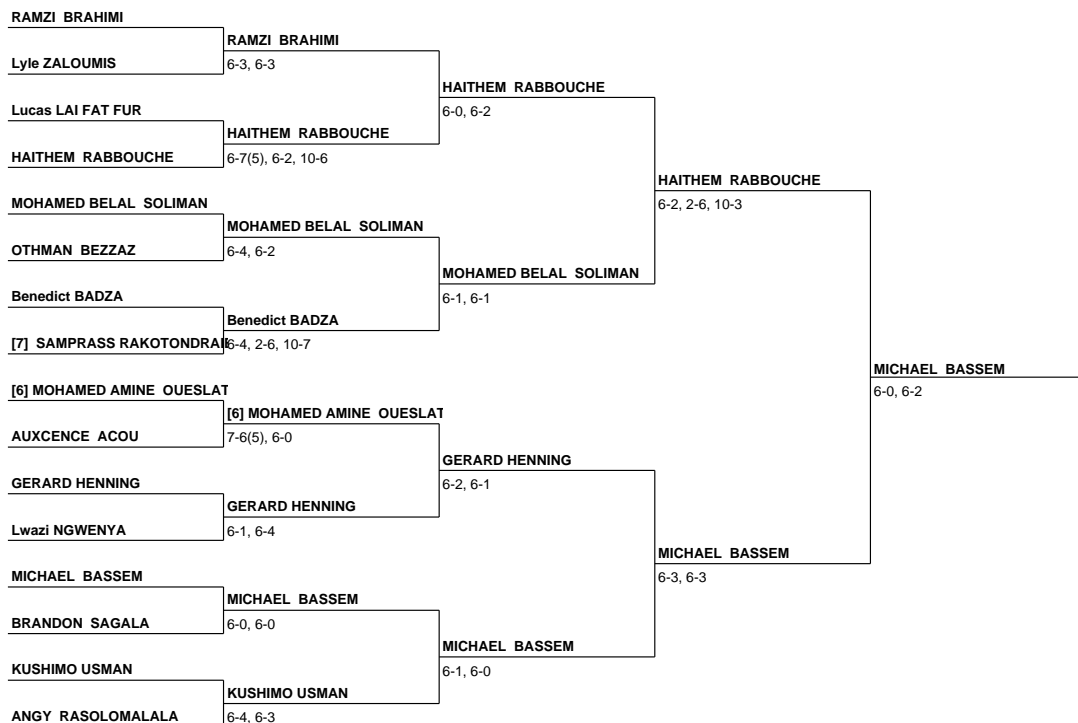 RAMZI BRAHIMI
Lyle ZALOUMIS
Lucas LAI FAT FUR
HAITHEM RABBOUCHE
MOHAMED BELAL SOLIMAN
OTHMAN BEZZAZ
Benedict BADZA
[7] SAMPRASS
[6] MOHAMED AMINE OUESLAT
AUXCENCE ACOU
GERARD HENNING
Lwazi NGWENYA
MICHAEL BASSEM
BRANDON SAGALA
KUSHIMO USMAN
ANGY RASOLOMALALA
RAMZI BRAHIMI
6-3, 6-3
HAITHEM RABBOUCHE
6-7(5), 6-2, 10-6
MOHAMED BELAL SOLIMAN
6-4, 6-2
Benedict BADZA
6-4, 2-6, 10-7
[6] MOHAMED AMINE OUESLAT
7-6(5), 6-0
GERARD HENNING
6-1, 6-4
MICHAEL BASSEM
6-0, 6-0
KUSHIMO USMAN
6-4, 6-3
HAITHEM RABBOUCHE
6-0, 6-2
MOHAMED BELAL SOLIMAN
6-1, 6-1
GERARD HENNING
6-2, 6-1
MICHAEL BASSEM
6-1, 6-0
HAITHEM RABBOUCHE
6-2, 2-6, 10-3
MICHAEL BASSEM
6-3, 6-3
MICHAEL BASSEM
6-0, 6-2